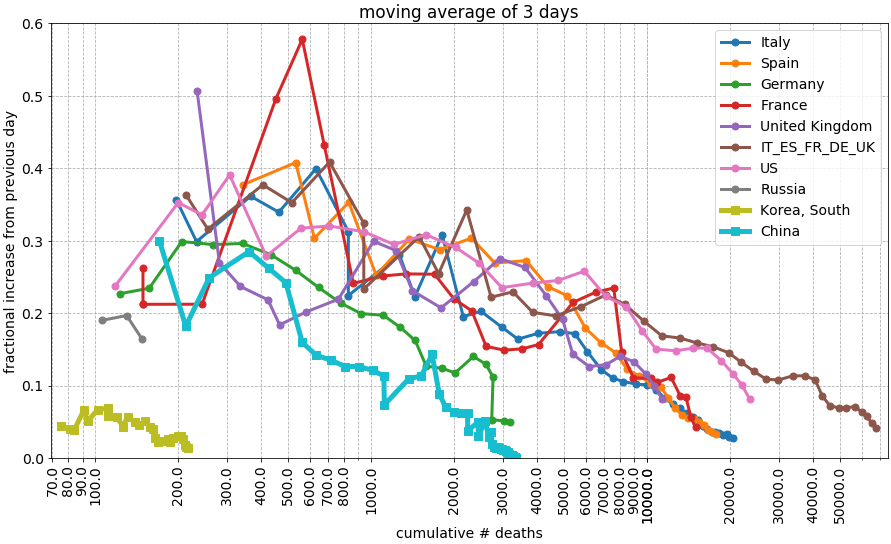 moving average of 3 days
fractional increase from previous day
0.6
0.5
0.4
0.3
0.2
0.1
0.0
Italy
Spain
Germany
France
United Kingdom
IT_ES_FR_DE_UK
US
Russia
Korea, South
China
70.0
80.0
90.0
100.0
200.0
300.0
400.0
500.0
600.0
700.0
800.0
1000.0
2000.0
3000.0
4000.0
5000.0
6000.0
7000.0
8000.0
9000.0
10000.0
20000.0
30000.0
40000.0
50000.0
cumulative # deaths